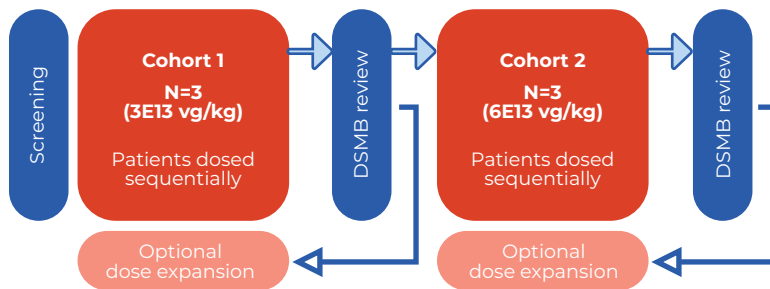 Screening
Cohort 1
N=3
(3E13 vg/kg)
Patients dosed
sequentially
DSMB review
Cohort 2
N=3
(6E13 vg/kg)
Patients dosed
sequentially
DSMB review
Optional
dose expansion
Optional
dose expansion